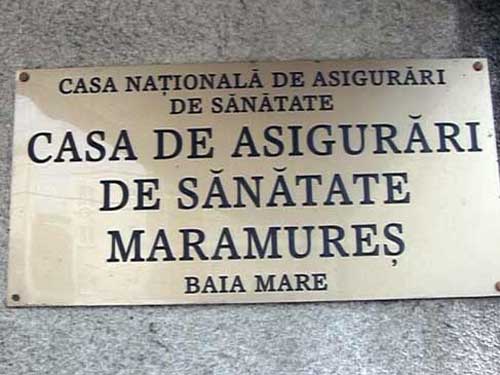 CASA NAȚIONALĂ DE ASIGURĂRI
DE SĂNĂTATE
CASA DE ASIGURĂRI
DE SĂNĂTATE
MARAMUREȘ
BAIA MARE